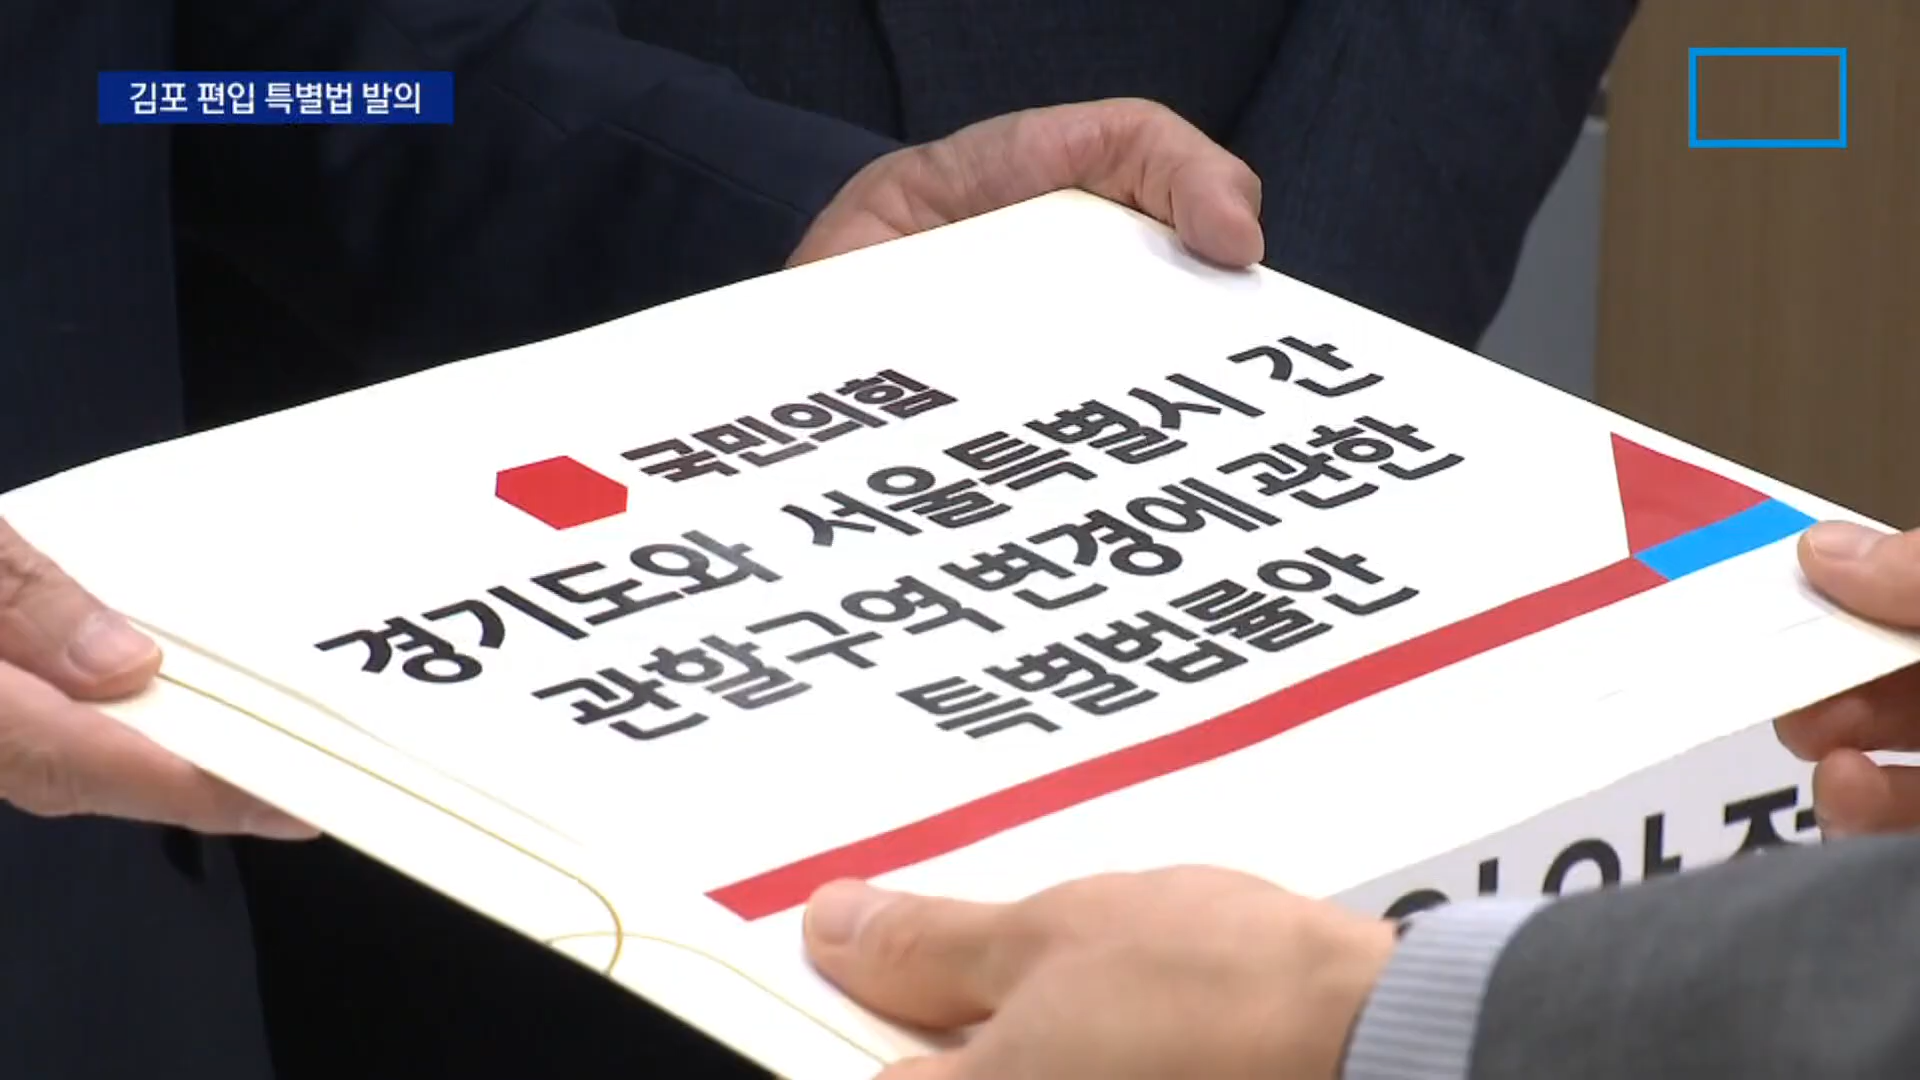 김포 편입 특별법 발의
국민의힘
경기도와 서울특별시 간
관할구역 변경에 관한
특별법률안